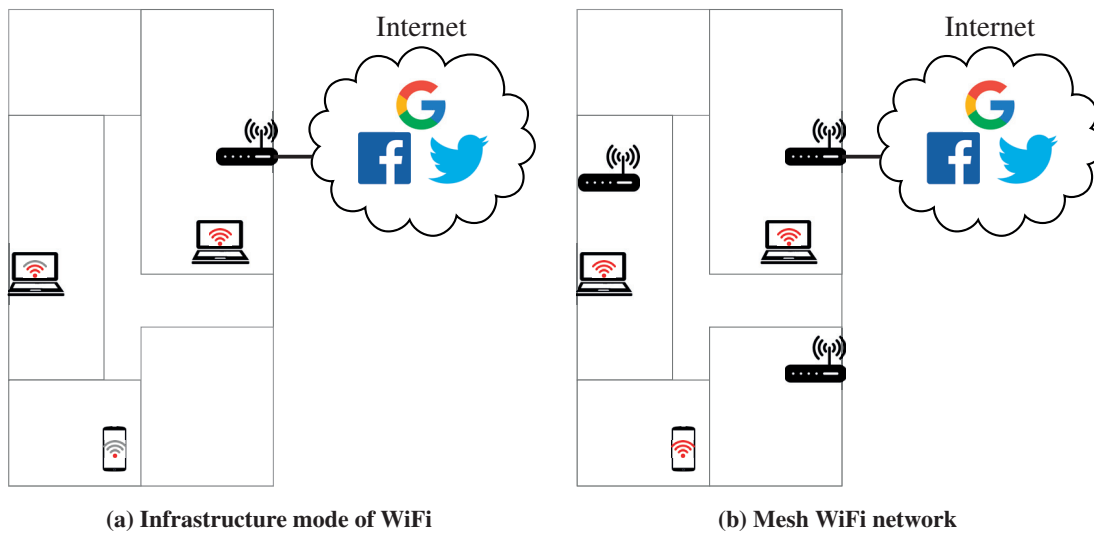 Internet
Internet
(a) Infrastructure mode of WiFi
(b) Mesh WiFi network